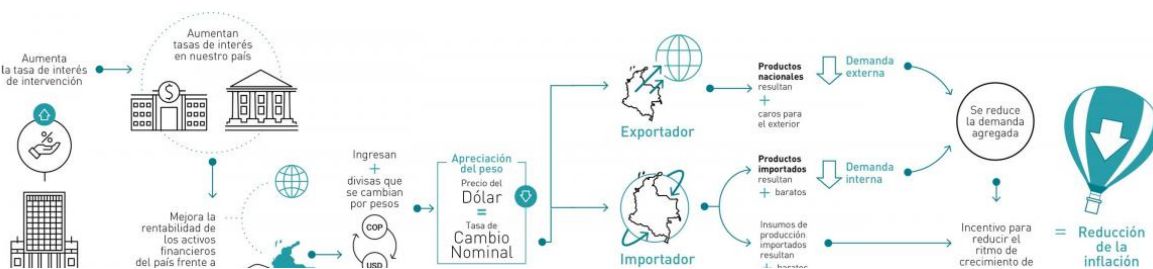 Aumenta
la tasa de interés
de intervención
%
Aumentan
tasas de interés
en nuestro país
$
Mejora la
rentabilidad de
los activos
financieros
del país frente a
Ingresan
+
divisas que
se cambian
por pesos
COP
USD
Apreciación
del peso
Precio del
Dólar
=
Tasa de
Cambio
Nominal
Exportador
Productos
nacionales
resultan
+
caros para
el exterior
Demanda
externa
Importador
Productos
importados
resultan
+ baratos
Demanda
interna
Insumos de
producción
importados
resultan
+ baratos
Se reduce
la demanda
agregada
Incentivo para
reducir el
ritmo de
crecimiento de
= Reducción
de la
inflación